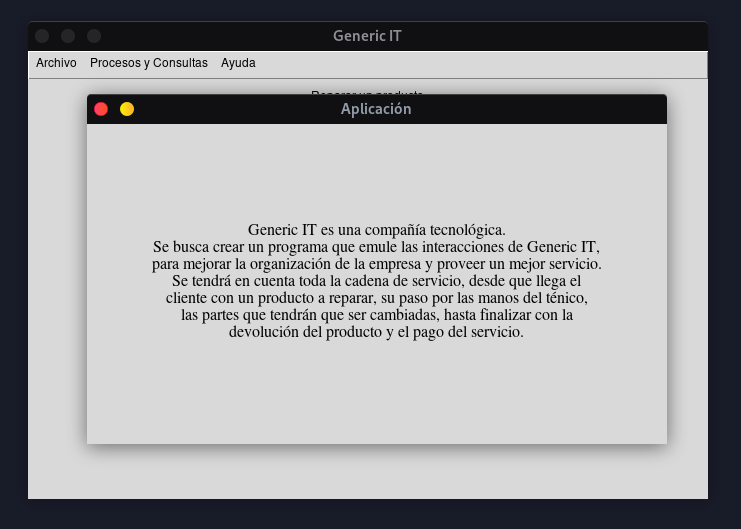 Generic IT
Archivo Procesos y Consultas Ayuda
Reparar un producto
Aplicación
Generic IT es una compañía tecnológica.
Se busca crear un programa que emule las interacciones de Generic IT,
para mejorar la organización de la empresa y proveer un mejor servicio.
Se tendrá en cuenta toda la cadena de servicio, desde que llega el
cliente con un producto a reparar, su paso por las manos del ténico,
las partes que tendrán que ser cambiadas, hasta finalizar con la
devolución del producto y el pago del servicio.